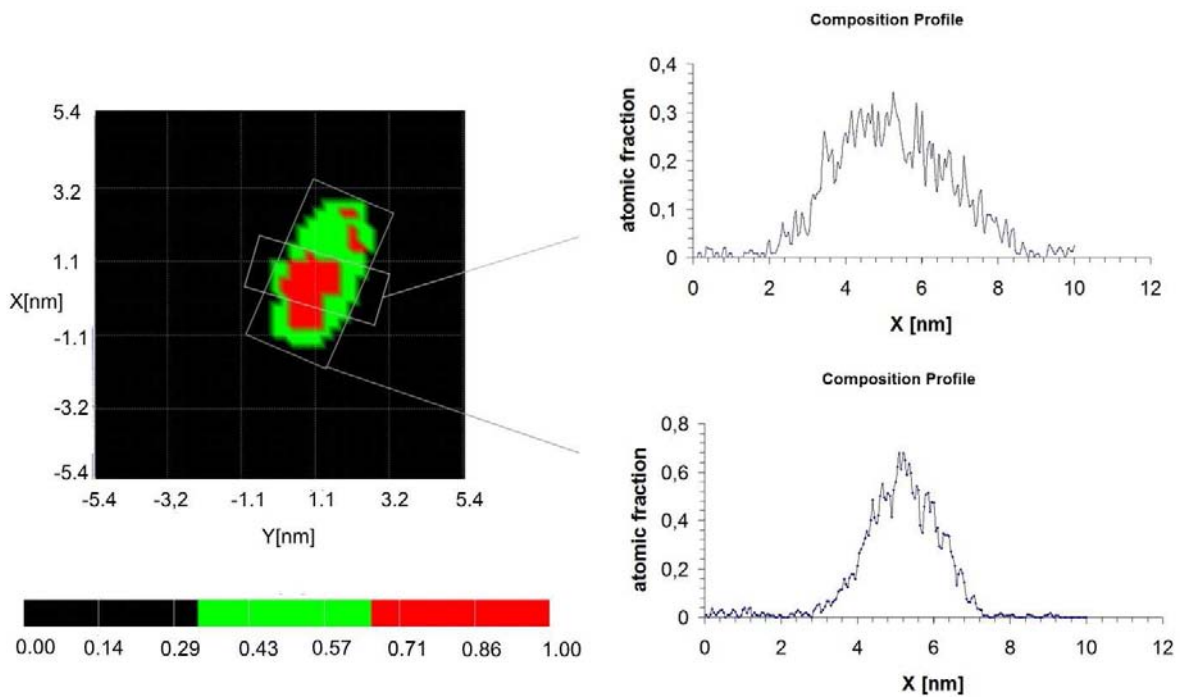 5.4
3.2
1.1
X[nm]
-1.1
-3.2
-5.4
-5.4 -3,2 -1.1 1.1 3.2 5.4
Y[nm]
0.00 0.14 0.29 0.43 0.57 0.71 0.86 1.00
Composition Profile
atomic fraction
0,4
0,3
0,2
0,1
0
0 2 4 6 8 10 12
X [nm]
Composition Profile
atomic fraction
0,8
0,6
0,4
0,2
0
0 2 4 6 8 10 12
X [nm]